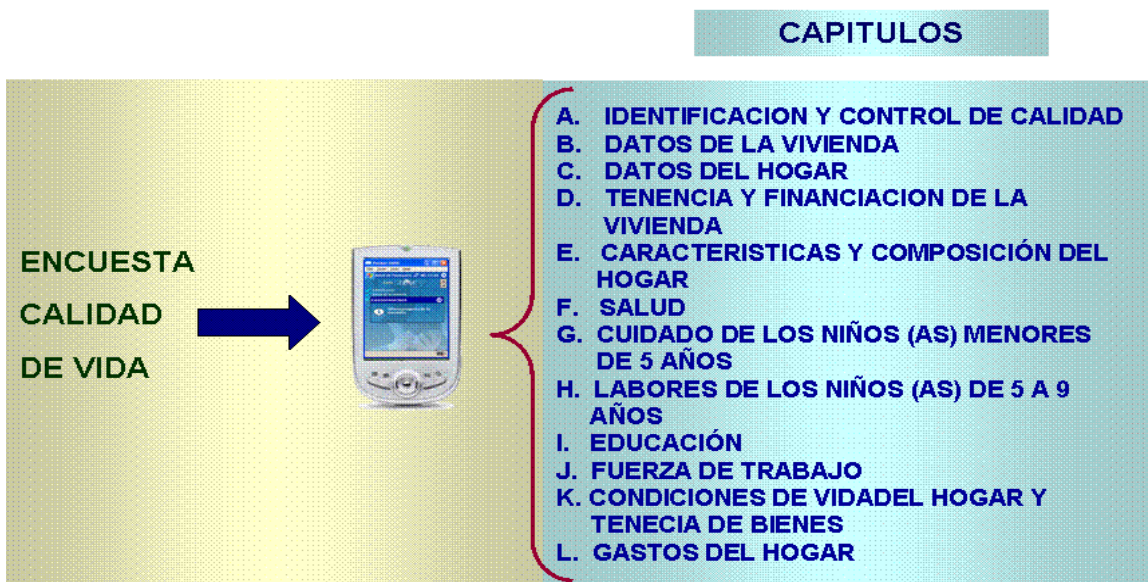 CAPITULOS
ENCUESTA
CALIDAD
DE VIDA
A. IDENTIFICACION Y CONTROL DE CALIDAD
B. DATOS DE LA VIVIENDA
C. DATOS DEL HOGAR
D. TENENCIA Y FINANCIACION DE LA
VIVIENDA
E. CARACTERISTICAS Y COMPOSICIÓN DEL
HOGAR
F. SALUD
G. CUIDADO DE LOS NIÑOS (AS) MENORES
DE 5 AÑOS
H. LABORES DE LOS NIÑOS (AS) DE 5 A 9
AÑOS
I. EDUCACIÓN
J. FUERZA DE TRABAJO
K. CONDICIONES DE VIDADEL HOGAR Y
TENECIA DE BIENES
L. GASTOS DEL HOGAR